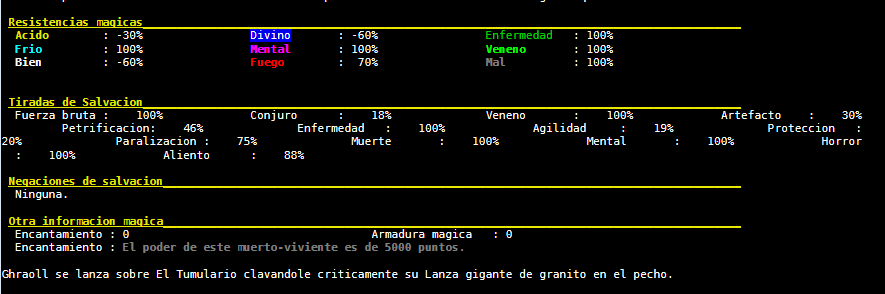 Resistencias magicas
Acido : -30% Divino : -60% Enfermedad : 100%
Frio : 100% Mental : 100% Veneno : 100%
Bien : -60% Fuego : 70% Mal : 100%
Tiradas de Salvacion
Fuerza bruta : 100% Conjuro : 18% Veneno : 100% Artefacto : 30%
Petrificacion: 46% Enfermedad : 100% Agilidad : 19% Proteccion :
20% Paralizacion : 75% Muerte : 100% Mental : 100% Horror
: 100% Aliento : 88%
Negaciones de salvacion
Ninguna.
Otra informacion magica
Encantamiento : 0 Armadura magica : 0
Encantamiento : El poder de este muerto-viviente es de 5000 puntos.
Ghraoll se lanza sobre El Tumulario clavandole criticamente su Lanza gigante de granito en el pecho.